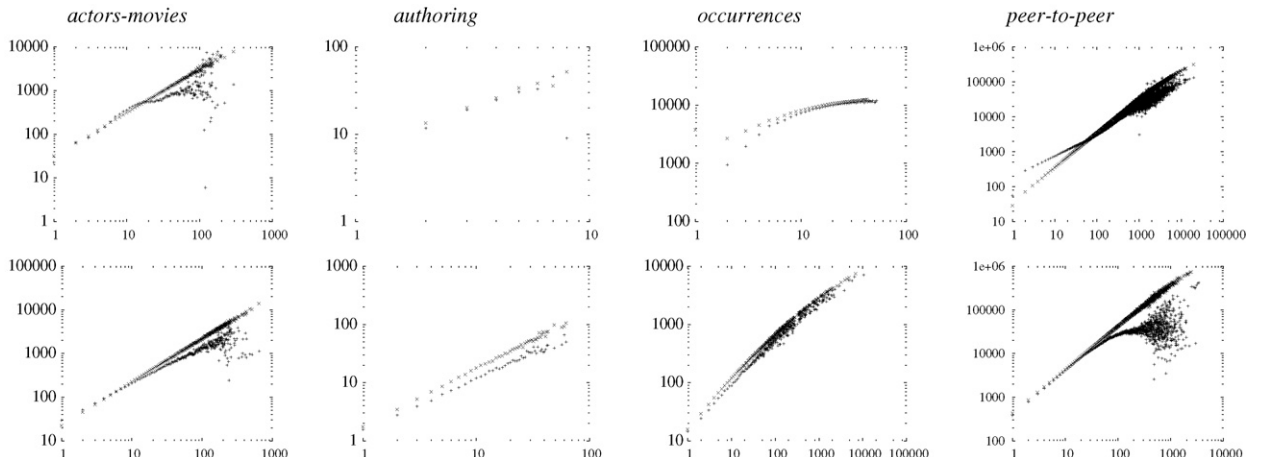 actors-movies authoring occurrences peer-to-peer
10000 100 100000 1e+06
100000
1000 10000
10000
100 10
1000 1000
10 100
1 1 100 10
1 10 100 1000 1 10 1 10 100 1 10 100 1000 10000 100000
100000 1000 10000 1e+06
10000 100000
100 1000
1000 10000
10 100
100 1000
10 1 10 100
1 10 100 1000 1 10 100 1 10 100 1000 10000 100000 1 10 100 1000 10000